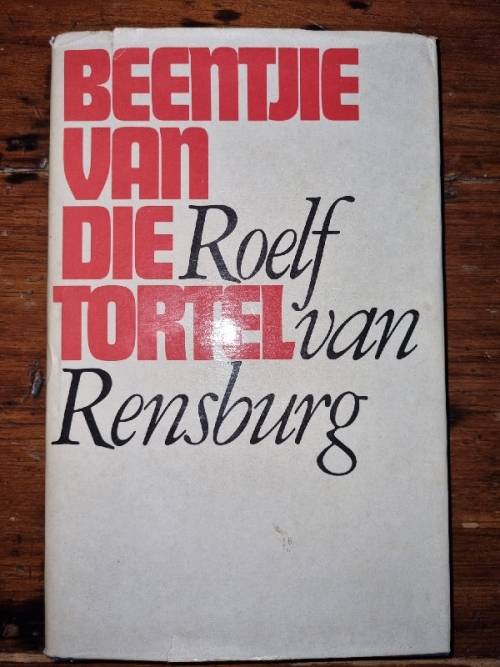 BEENTJIE
VAN
DIE Roelf
TORTEL van
Rensburg